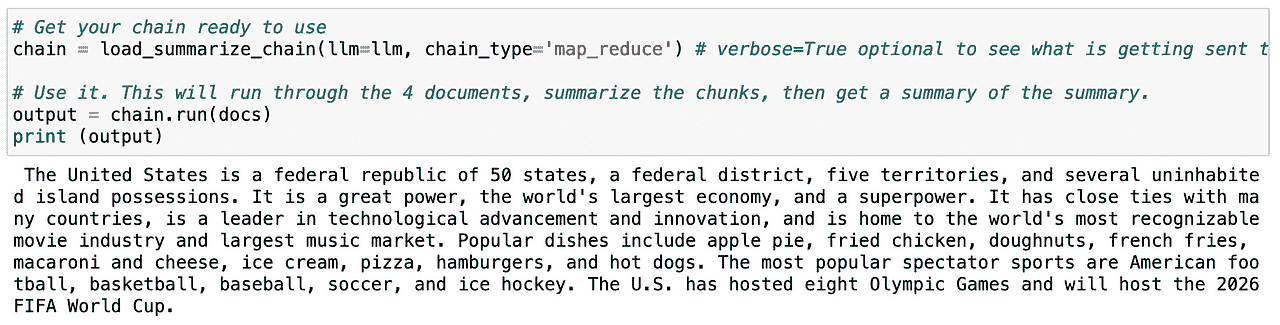 # Get your chain ready to use
chain = load_summarize_chain(llm=llm, chain_type='map_reduce') # verbose=True optional to see what is getting sent t
# Use it. This will run through the 4 documents, summarize the chunks, then get a summary of the summary.
output = chain.run(docs)
print (output)
The United States is a federal republic of 50 states, a federal district, five territories, and several uninhabite
d island possessions. It is a great power, the world's largest economy, and a superpower. It has close ties with ma
ny countries, is a leader in technological advancement and innovation, and is home to the world's most recognizable
movie industry and largest music market. Popular dishes include apple pie, fried chicken, doughnuts, french fries,
macaroni and cheese, ice cream, pizza, hamburgers, and hot dogs. The most popular spectator sports are American foo
tball, basketball, baseball, soccer, and ice hockey. The U.S. has hosted eight Olympic Games and will host the 2026
FIFA World Cup.